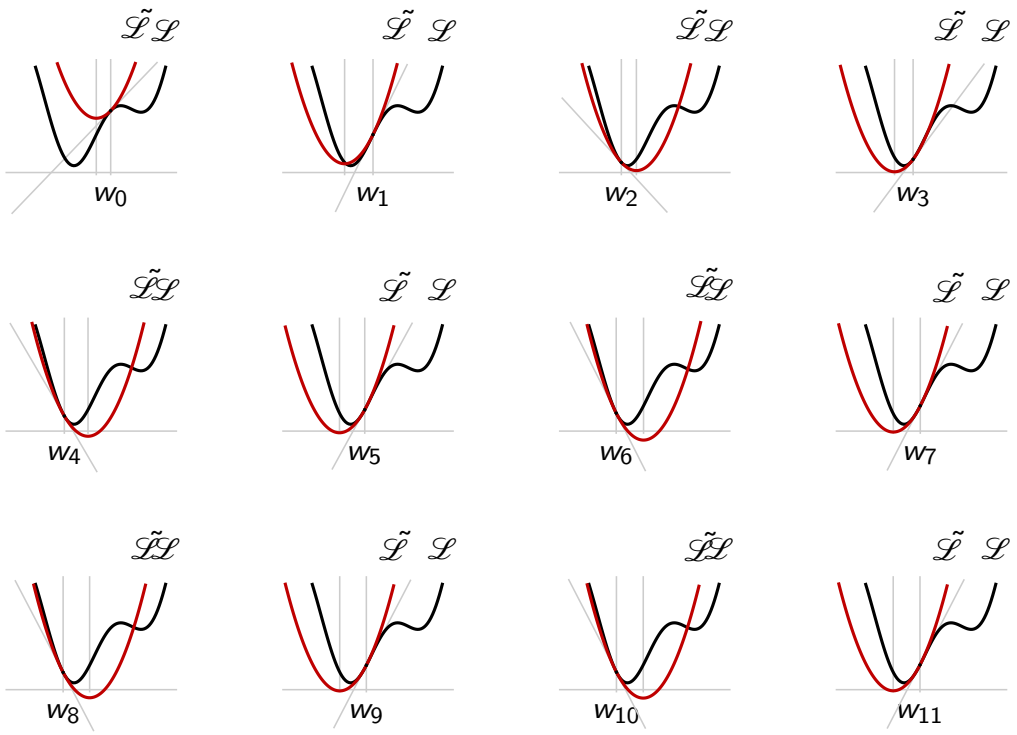 ℒ̃ ℒ ℒ̃ ℒ ℒ̃ ℒ ℒ̃ ℒ
w₀ w₁ w₂ w₃
ℒ̃ ℒ ℒ̃ ℒ ℒ̃ ℒ ℒ̃ ℒ
w₄ w₅ w₆ w₇
ℒ̃ ℒ ℒ̃ ℒ ℒ̃ ℒ ℒ̃ ℒ
w₈ w₉ w₁₀ w₁₁